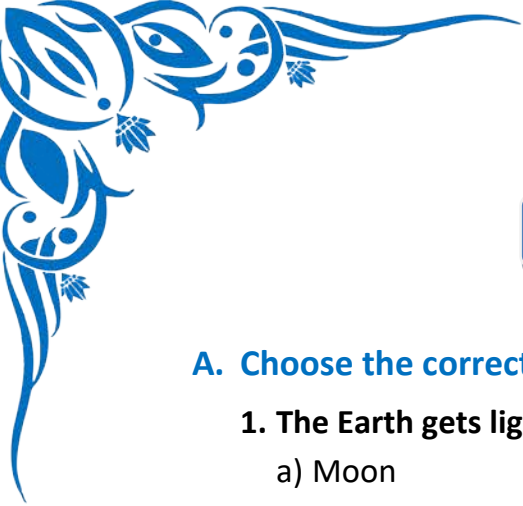 A. Choose the correct
1. The Earth gets lig
a) Moon